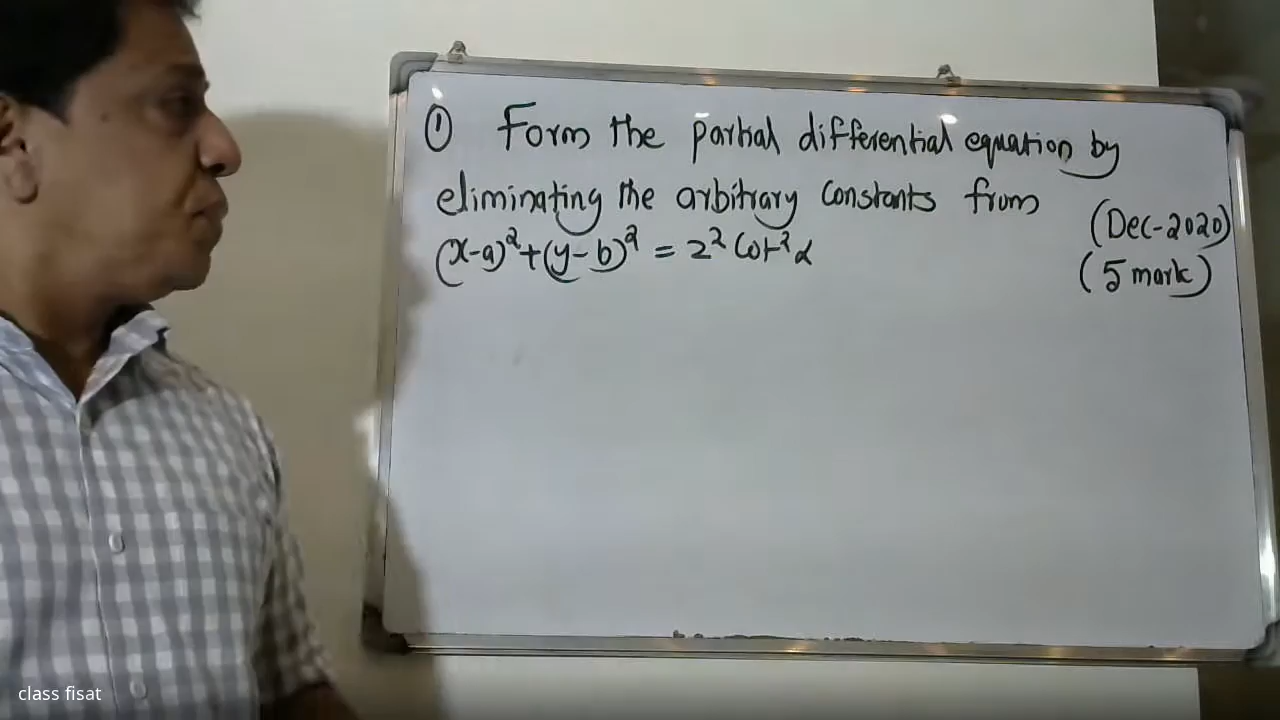 ① Form the partial differential equation by
eliminating the arbitrary constants from
(x-a)² + (y-b)² = z² cot² α
(Dec-2020)
(5 mark)
class fisat